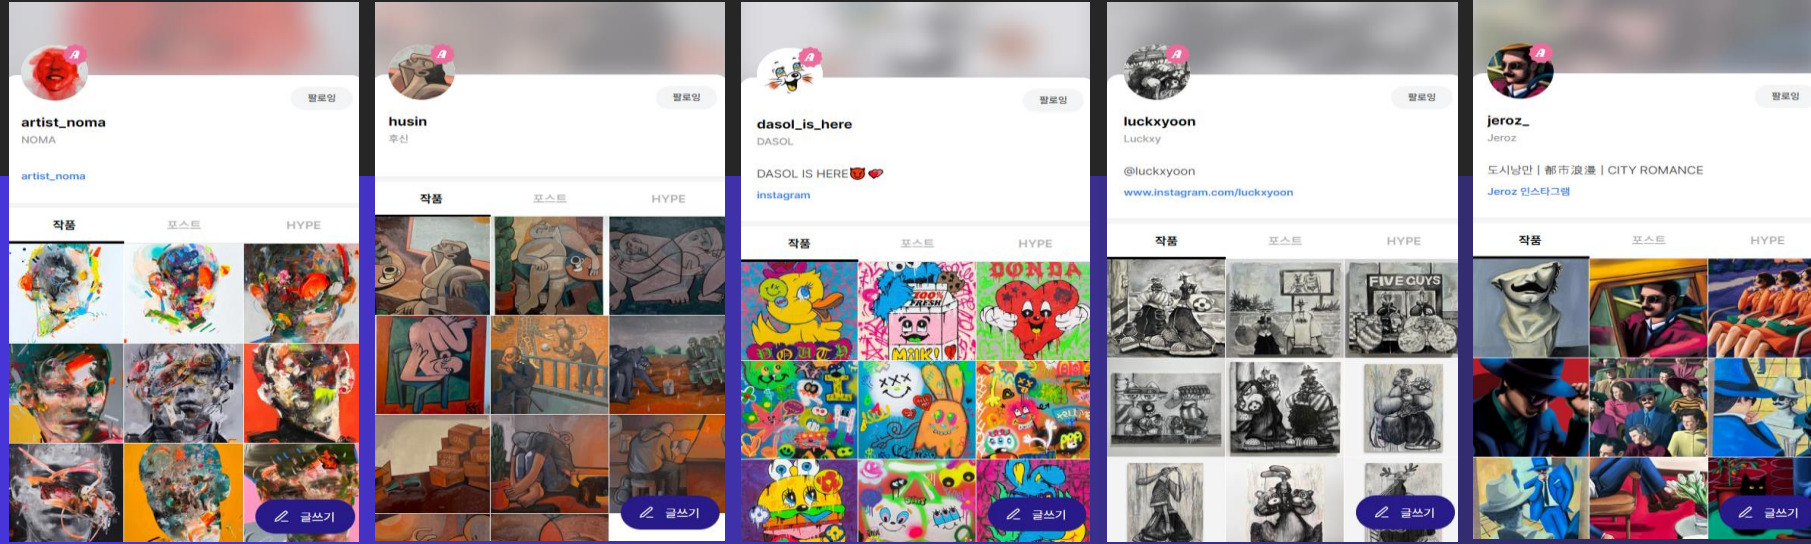 팔로잉
artist_noma
NOMA
artist_noma
작품 포스트 HYPE
글쓰기
팔로잉
husin
후신
작품 포스트 HYPE
글쓰기
팔로잉
dasol_is_here
DASOL
DASOL IS HERE😈💘
instagram
작품 포스트 HYPE
DONDA
100%
FRESH
MILK!
YOUTH
글쓰기
팔로잉
luckxyoon
Luckxy
@luckxyoon
www.instagram.com/luckxyoon
작품 포스트 HYPE
FIVE GUYS
글쓰기
팔로잉
jeroz_
Jeroz
도시낭만 | 都市浪漫 | CITY ROMANCE
Jeroz 인스타그램
작품 포스트 HYPE
글쓰기